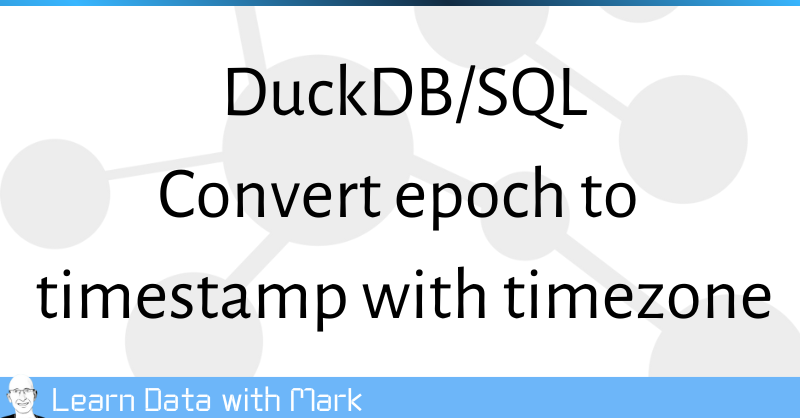 DuckDB/SQL
Convert epoch to
timestamp with timezone
Learn Data with Mark